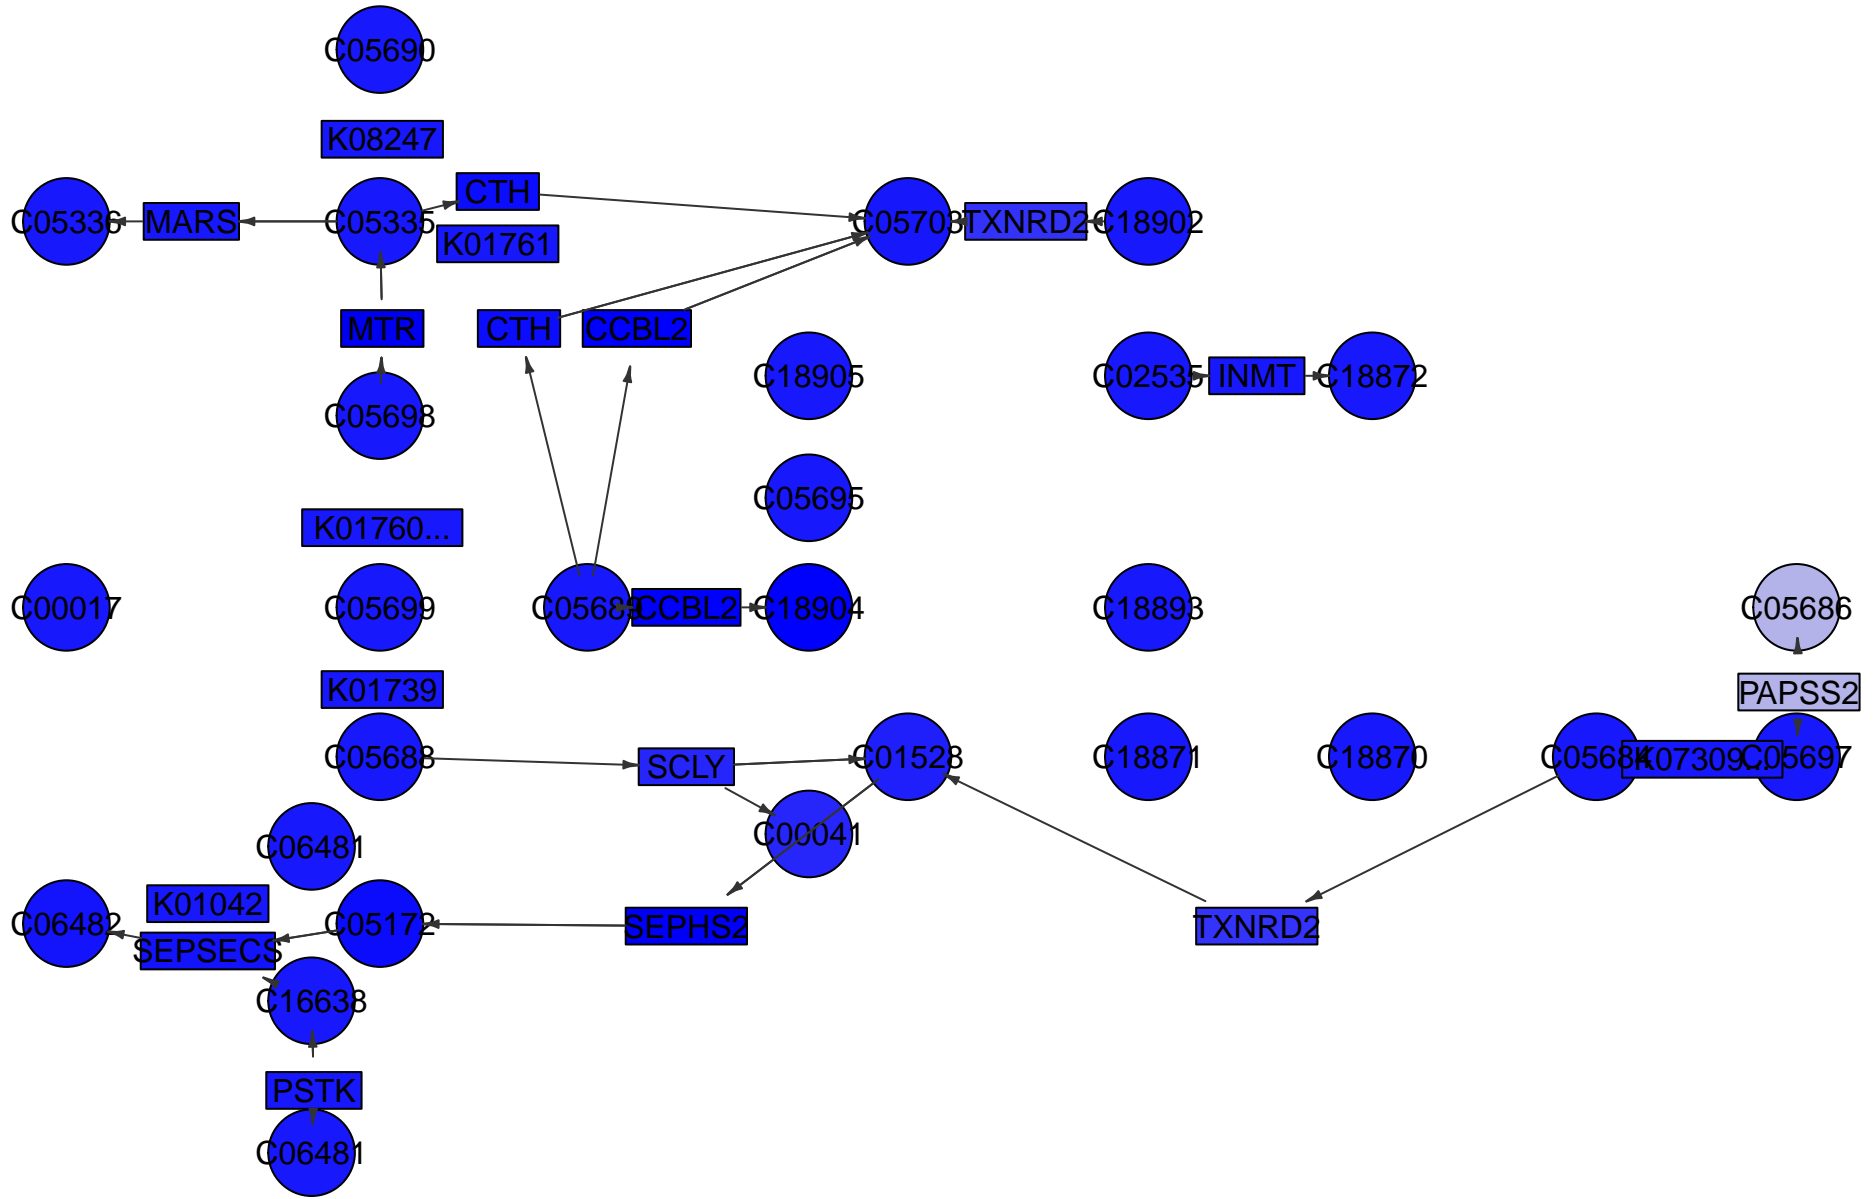 C05690
K08247
CTH
C05336
MARS
C05335
C05703
TXNRD2
C18902
K01761
MTR
CTH
CCBL2
C18905
C02535
INMT
C18872
C05698
C05695
K01760...
C00017
C05699
C05689
CCBL2
C18904
C18893
C05686
K01739
PAPSS2
C05688
SCLY
C01528
C18871
C18870
C05684
K07309...
C05697
C00041
C06481
K01042
C06482
C05172
SEPHS2
TXNRD2
SEPSECS
C16638
PSTK
C06481